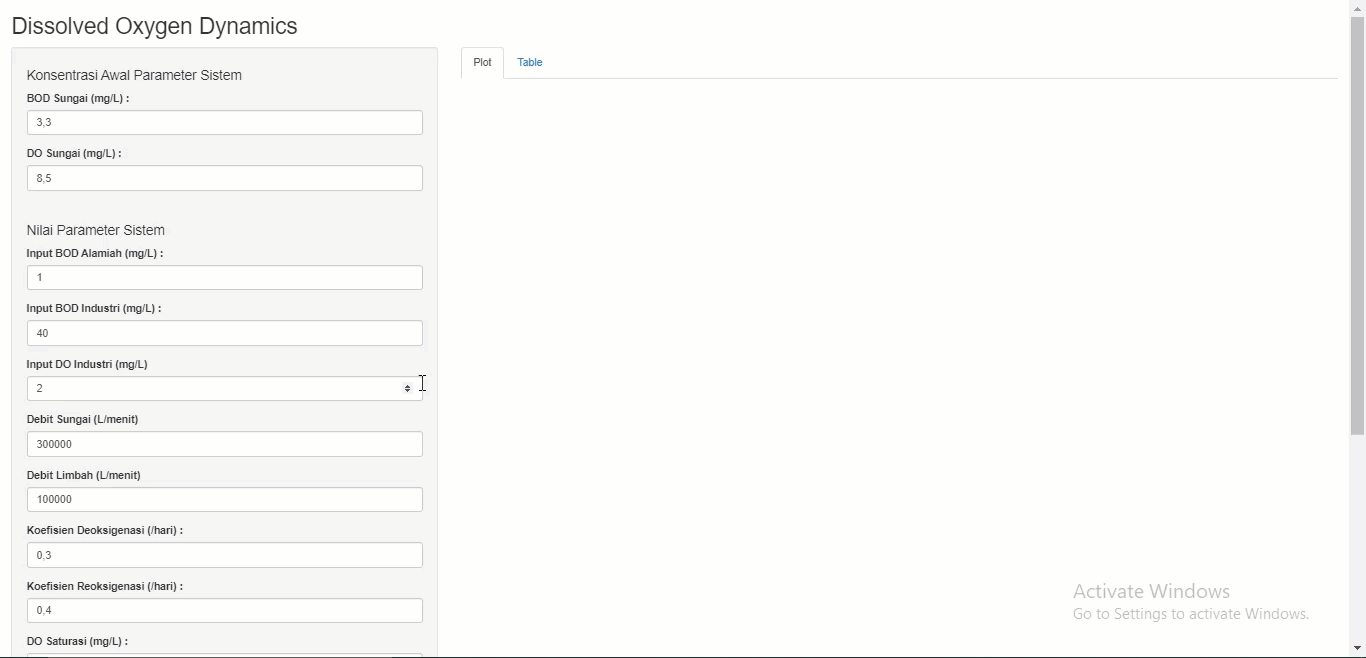 Dissolved Oxygen Dynamics
Konsentrasi Awal Parameter Sistem
BOD Sungai (mg/L) :
3,3
DO Sungai (mg/L) :
8,5
Nilai Parameter Sistem
Input BOD Alamiah (mg/L) :
1
Input BOD Industri (mg/L) :
40
Input DO Industri (mg/L)
2
Debit Sungai (L/menit)
300000
Debit Limbah (L/menit)
100000
Koefisien Deoksigenasi (/hari) :
0,3
Koefisien Reoksigenasi (/hari) :
0,4
DO Saturasi (mg/L) :
Plot Table
Activate Windows
Go to Settings to activate Windows.